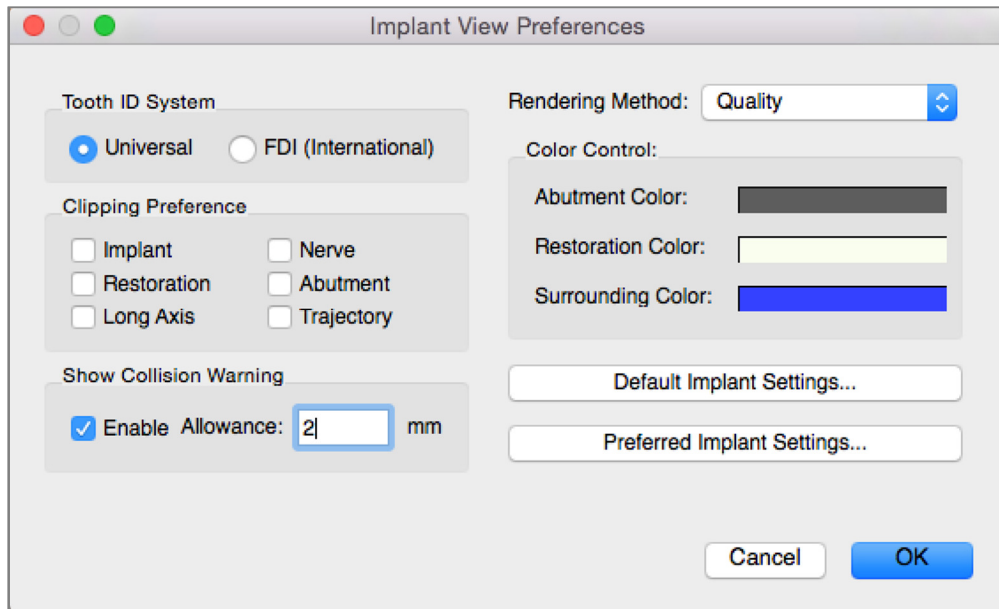 Implant View Preferences
Tooth ID System
Universal FDI (International)
Clipping Preference
Implant Nerve
Restoration Abutment
Long Axis Trajectory
Show Collision Warning
Enable Allowance: 2 mm
Rendering Method: Quality
Color Control:
Abutment Color:
Restoration Color:
Surrounding Color:
Default Implant Settings...
Preferred Implant Settings...
Cancel OK